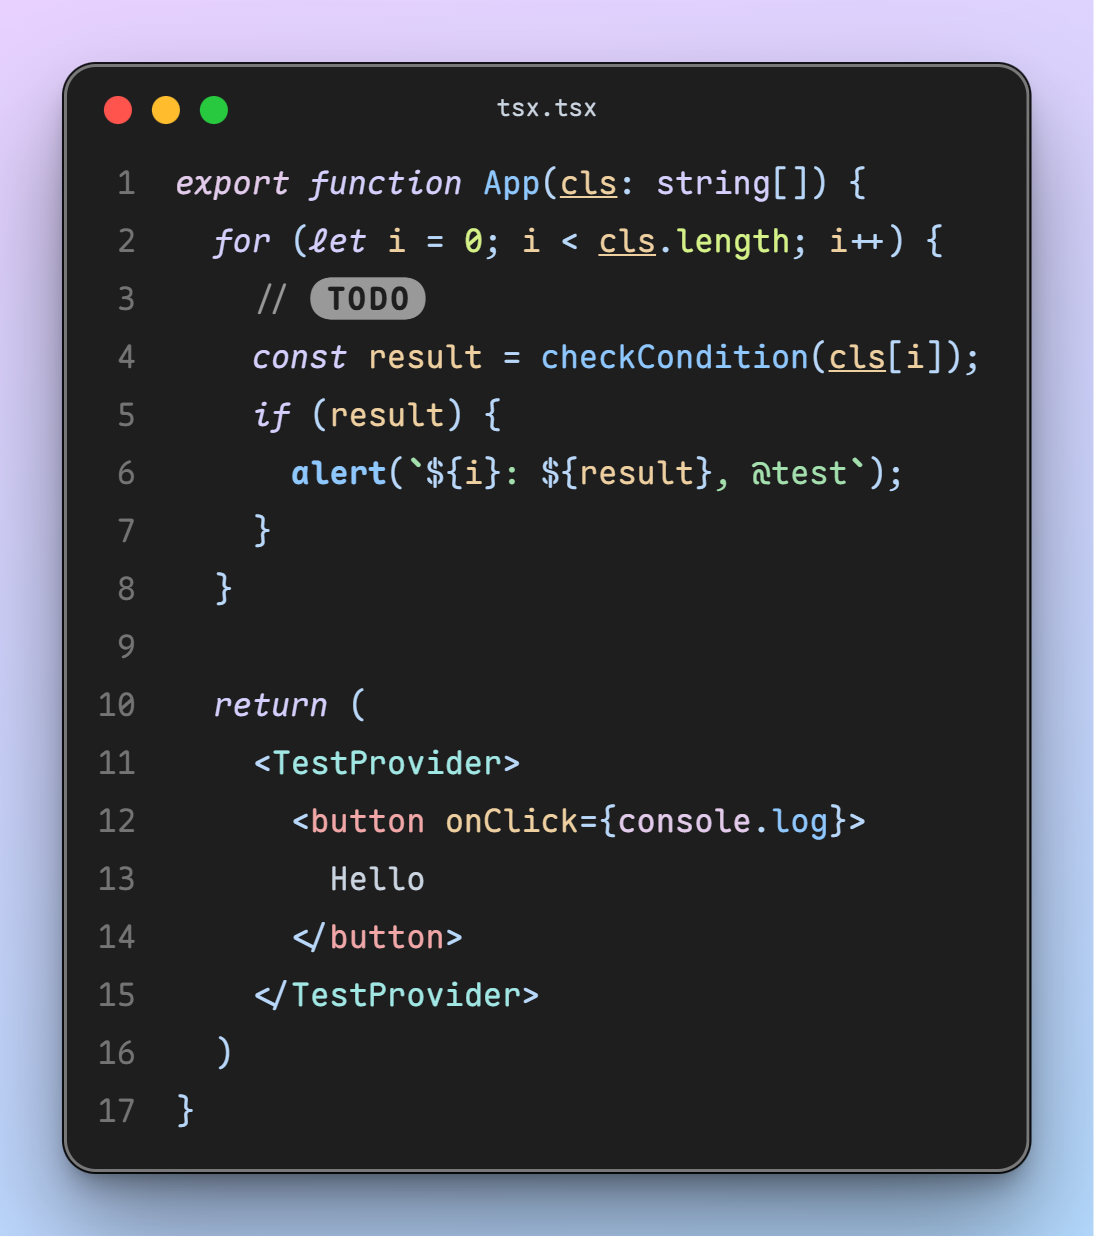 tsx.tsx
1 export function App(cls: string[]) {
2   for (let i = 0; i < cls.length; i++) {
3     // TODO
4     const result = checkCondition(cls[i]);
5     if (result) {
6       alert(`${i}: ${result}, @test`);
7     }
8   }
9
10   return (
11     <TestProvider>
12       <button onClick={console.log}>
13         Hello
14       </button>
15     </TestProvider>
16   )
17 }